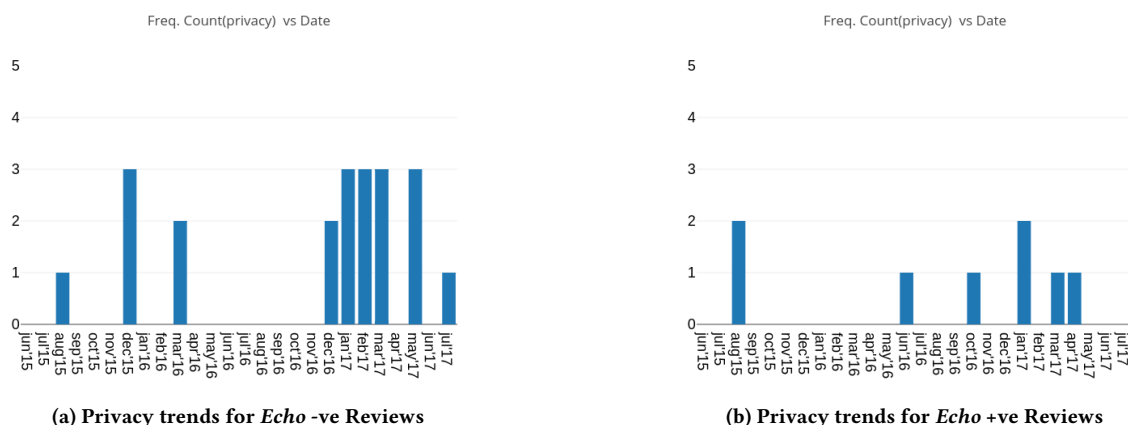 Freq. Count(privacy) vs Date
5
4
3
2
1
0
jun'15
jul'15
aug'15
sep'15
oct'15
nov'15
dec'15
jan'16
feb'16
mar'16
apr'16
may'16
jun'16
jul'16
aug'16
sep'16
oct'16
nov'16
dec'16
jan'17
feb'17
mar'17
apr'17
may'17
jun'17
jul'17
(a) Privacy trends for Echo -ve Reviews
Freq. Count(privacy) vs Date
5
4
3
2
1
0
jun'15
jul'15
aug'15
sep'15
oct'15
nov'15
dec'15
jan'16
feb'16
mar'16
apr'16
may'16
jun'16
jul'16
aug'16
sep'16
oct'16
nov'16
dec'16
jan'17
feb'17
mar'17
apr'17
may'17
jun'17
jul'17
(b) Privacy trends for Echo +ve Reviews